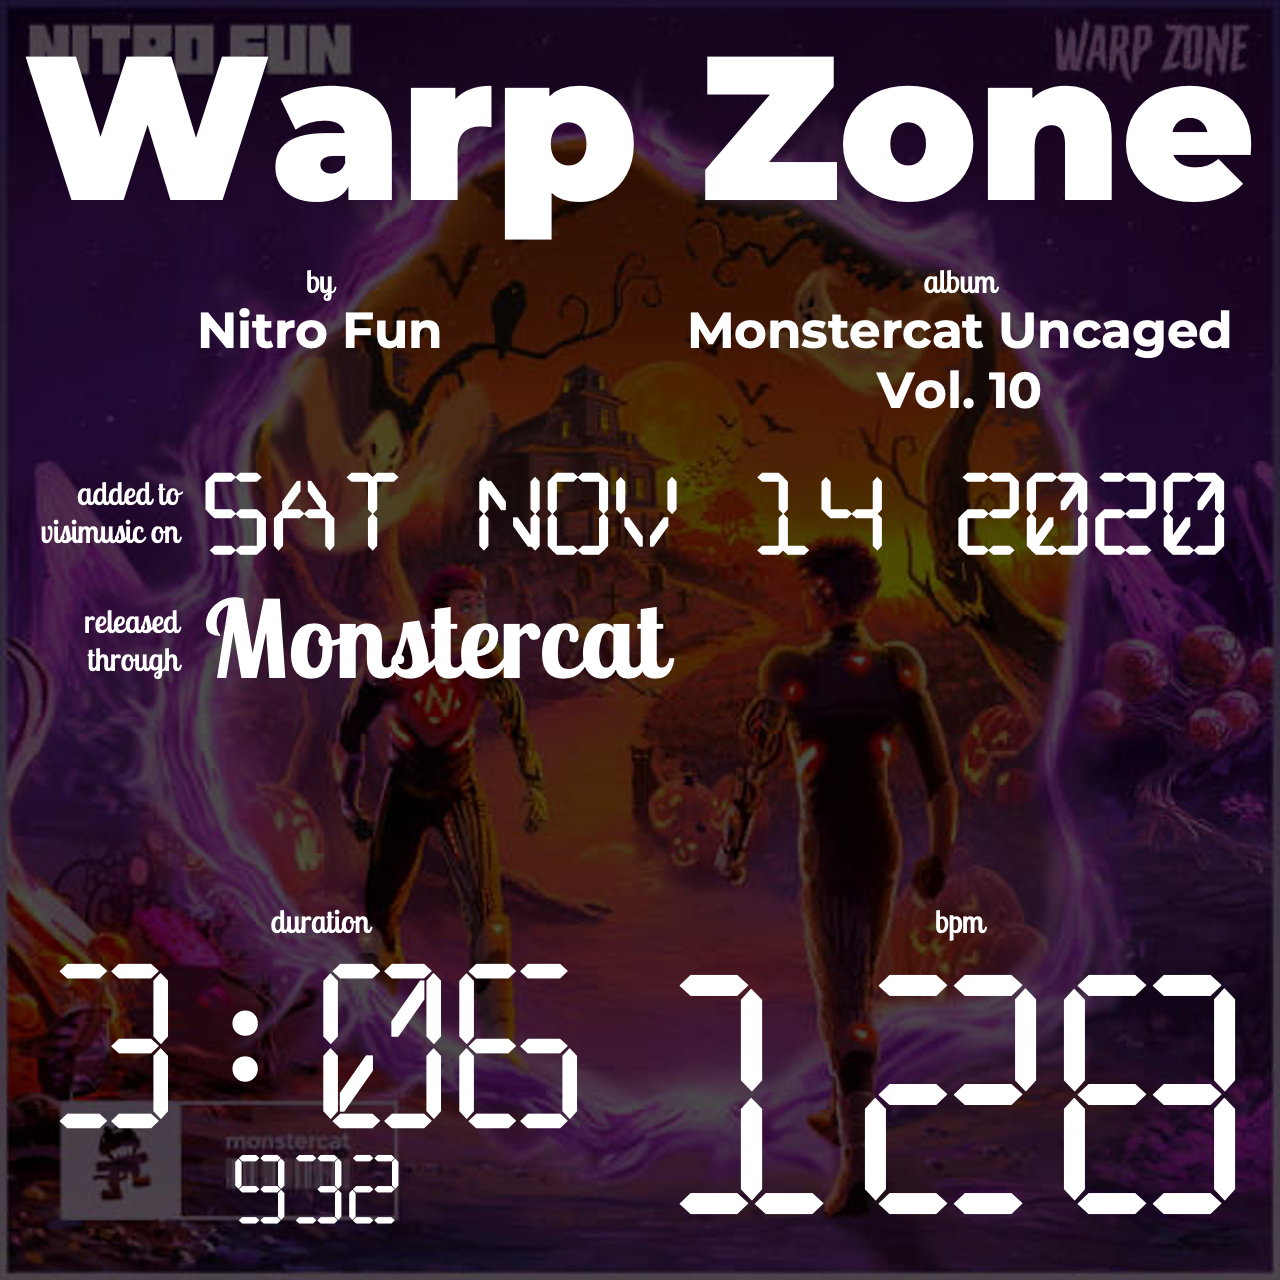 NITRO FUN
WARP ZONE
Warp Zone
by
Nitro Fun
album
Monstercat Uncaged
Vol. 10
added to
visimusic on
SAT NOV 14 2020
released
through
Monstercat
duration
3:06
932
bpm
128
N
monstercat